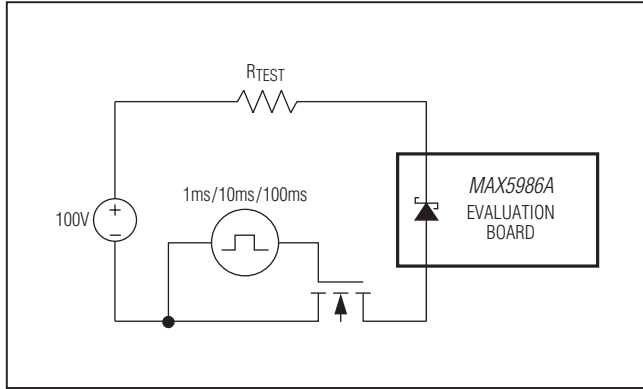 RTEST
1ms/10ms/100ms
100V
+
−
MAX5986A
EVALUATION
BOARD